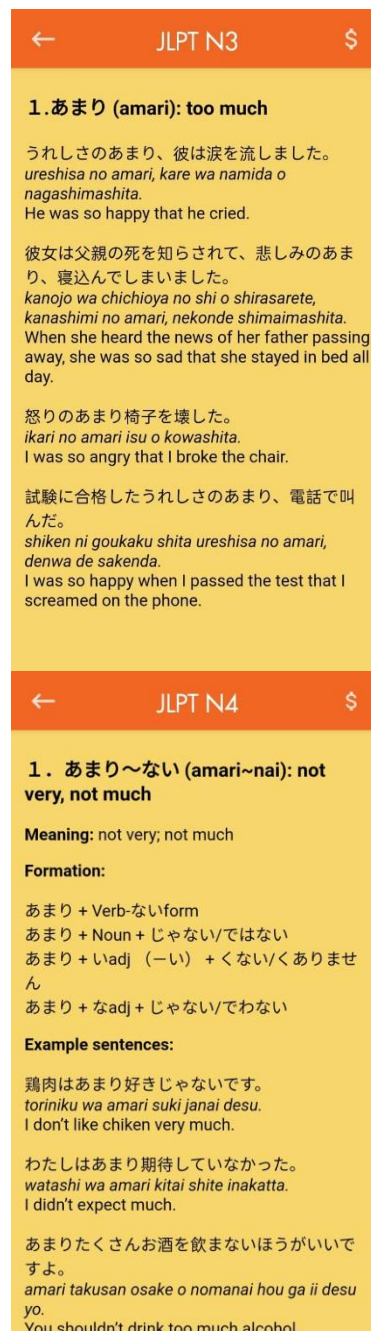 JLPT N3
$
１.あまり (amari): too much
うれしさのあまり、彼は涙を流しました。
ureshisa no amari, kare wa namida o
nagashimashita.
He was so happy that he cried.
彼女は父親の死を知らされて、悲しみのあま
り、寝込んでしまいました。
kanojo wa chichioya no shi o shirasarete,
kanashimi no amari, nekonde shimaimashita.
When she heard the news of her father passing
away, she was so sad that she stayed in bed all
day.
怒りのあまり椅子を壊した。
ikari no amari isu o kowashita.
I was so angry that I broke the chair.
試験に合格したうれしさのあまり、電話で叫
んだ。
shiken ni goukaku shita ureshisa no amari,
denwa de sakenda.
I was so happy when I passed the test that I
screamed on the phone.
JLPT N4
$
１．あまり～ない (amari~nai): not
very, not much
Meaning: not very; not much
Formation:
あまり + Verb-ないform
あまり + Noun + じゃない/ではない
あまり + いadj （ーい） + くない/くありませ
ん
あまり + なadj + じゃない/でわない
Example sentences:
鶏肉はあまり好きじゃないです。
toriniku wa amari suki janai desu.
I don't like chiken very much.
わたしはあまり期待していなかった。
watashi wa amari kitai shite inakatta.
I didn't expect much.
あまりたくさんお酒を飲まないほうがいいで
すよ。
amari takusan osake o nomanai hou ga ii desu
yo.
You shouldn't drink too much alcohol